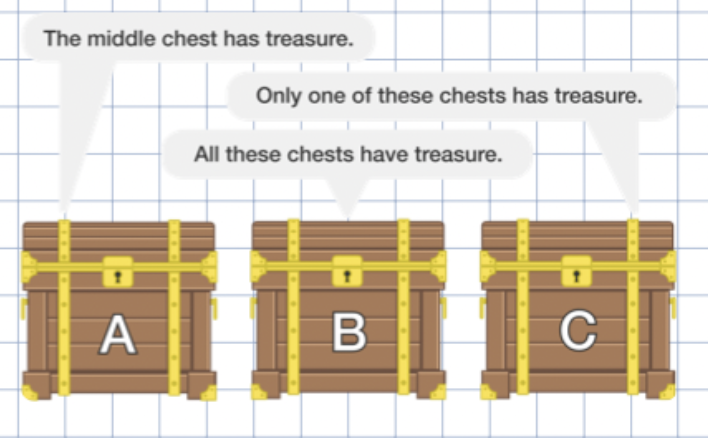 The middle chest has treasure.
Only one of these chests has treasure.
All these chests have treasure.
A B C